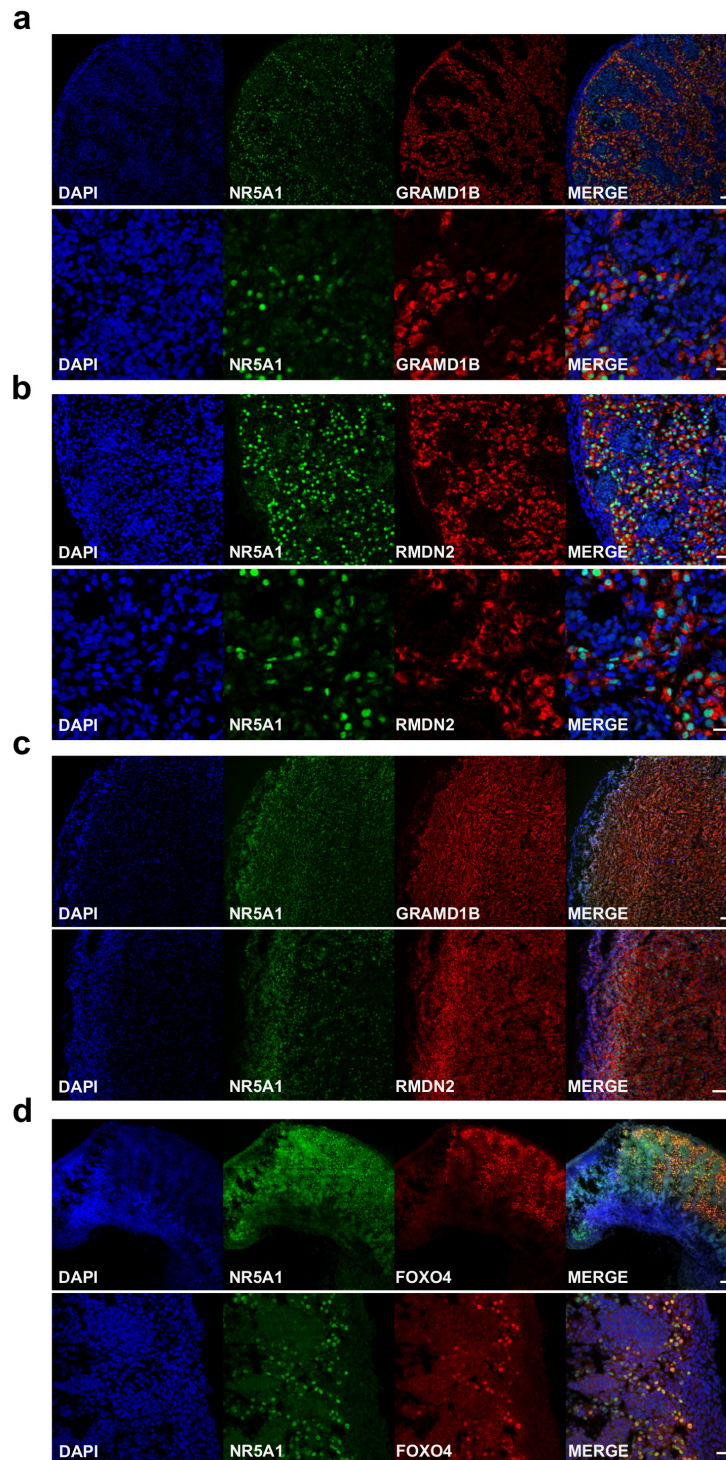 a
DAPI NR5A1 GRAMD1B MERGE
DAPI NR5A1 GRAMD1B MERGE
b
DAPI NR5A1 RMDN2 MERGE
DAPI NR5A1 RMDN2 MERGE
c
DAPI NR5A1 GRAMD1B MERGE
DAPI NR5A1 RMDN2 MERGE
d
DAPI NR5A1 FOXO4 MERGE
DAPI NR5A1 FOXO4 MERGE